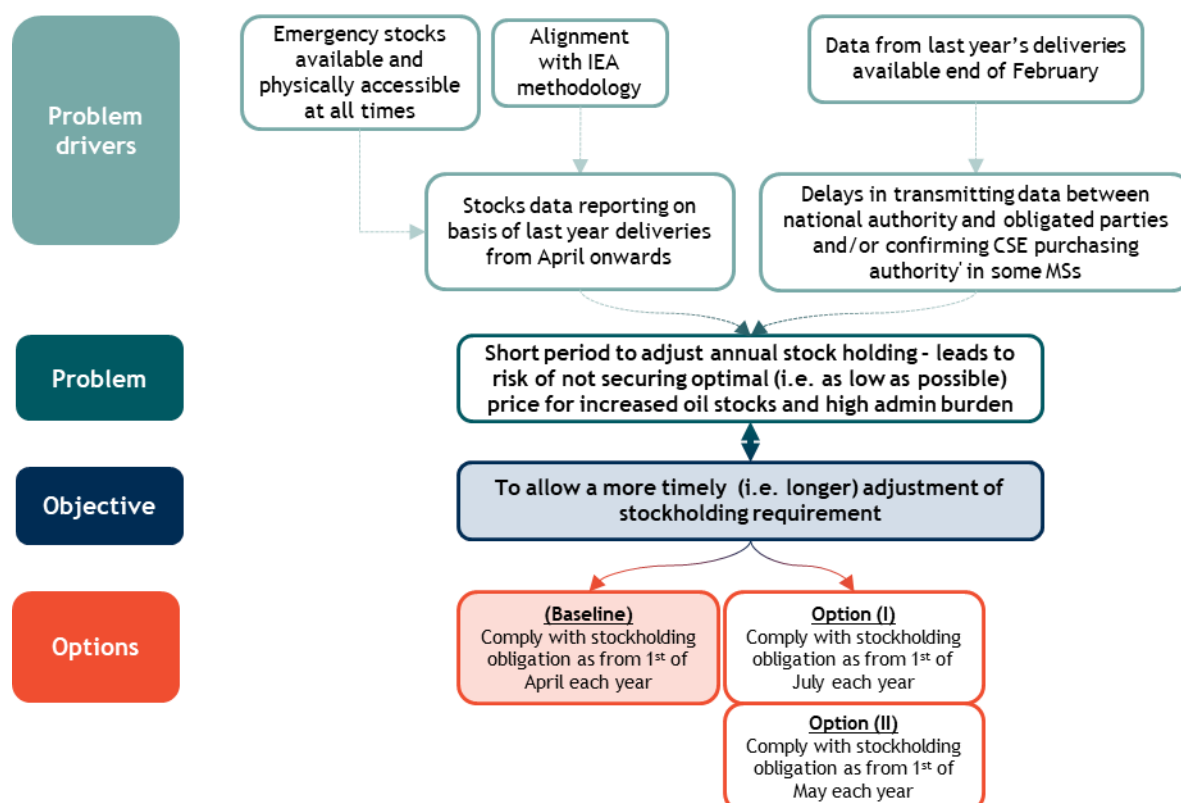 Problem
drivers
Emergency stocks
available and
physically accessible
at all times
Alignment
with IEA
methodology
Data from last year's deliveries
available end of February
Stocks data reporting on
basis of last year deliveries
from April onwards
Delays in transmitting data between
national authority and obligated parties
and/or confirming CSE purchasing
authority' in some MSs
Problem
Short period to adjust annual stock holding - leads to
risk of not securing optimal (i.e. as low as possible)
price for increased oil stocks and high admin burden
Objective
To allow a more timely (i.e. longer) adjustment of
stockholding requirement
Options
(Baseline)
Comply with stockholding
obligation as from 1st of
April each year
Option (I)
Comply with stockholding
obligation as from 1st of
July each year
Option (II)
Comply with stockholding
obligation as from 1st of
May each year